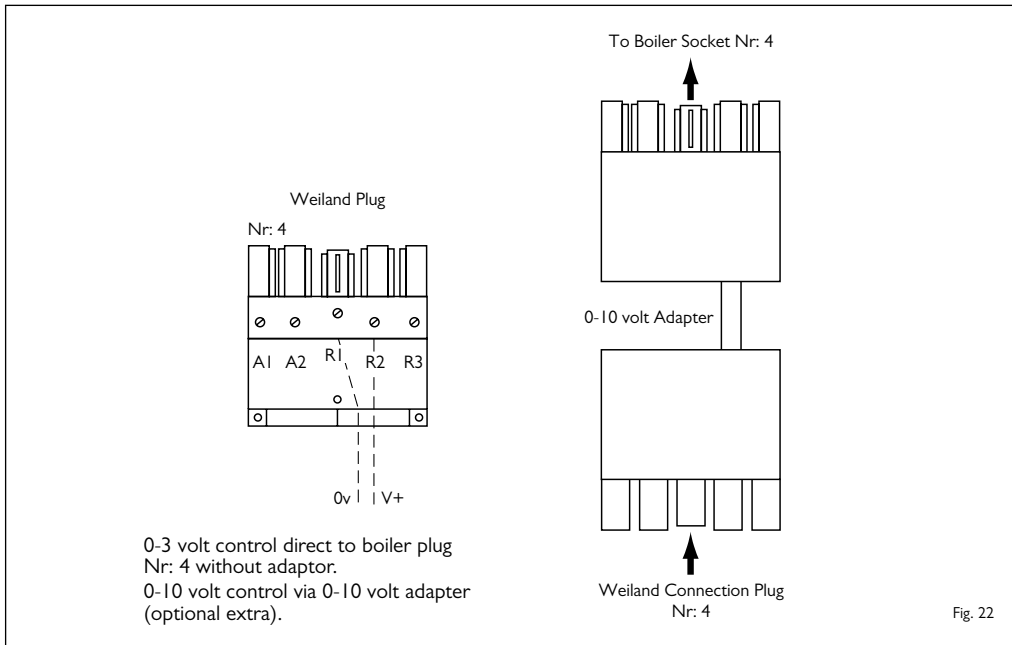 Weiland Plug
Nr: 4
A1 A2 R1 R2 R3
0v V+
0-3 volt control direct to boiler plug
Nr: 4 without adaptor.
0-10 volt control via 0-10 volt adapter
(optional extra).
To Boiler Socket Nr: 4
0-10 volt Adapter
Weiland Connection Plug
Nr: 4
Fig. 22